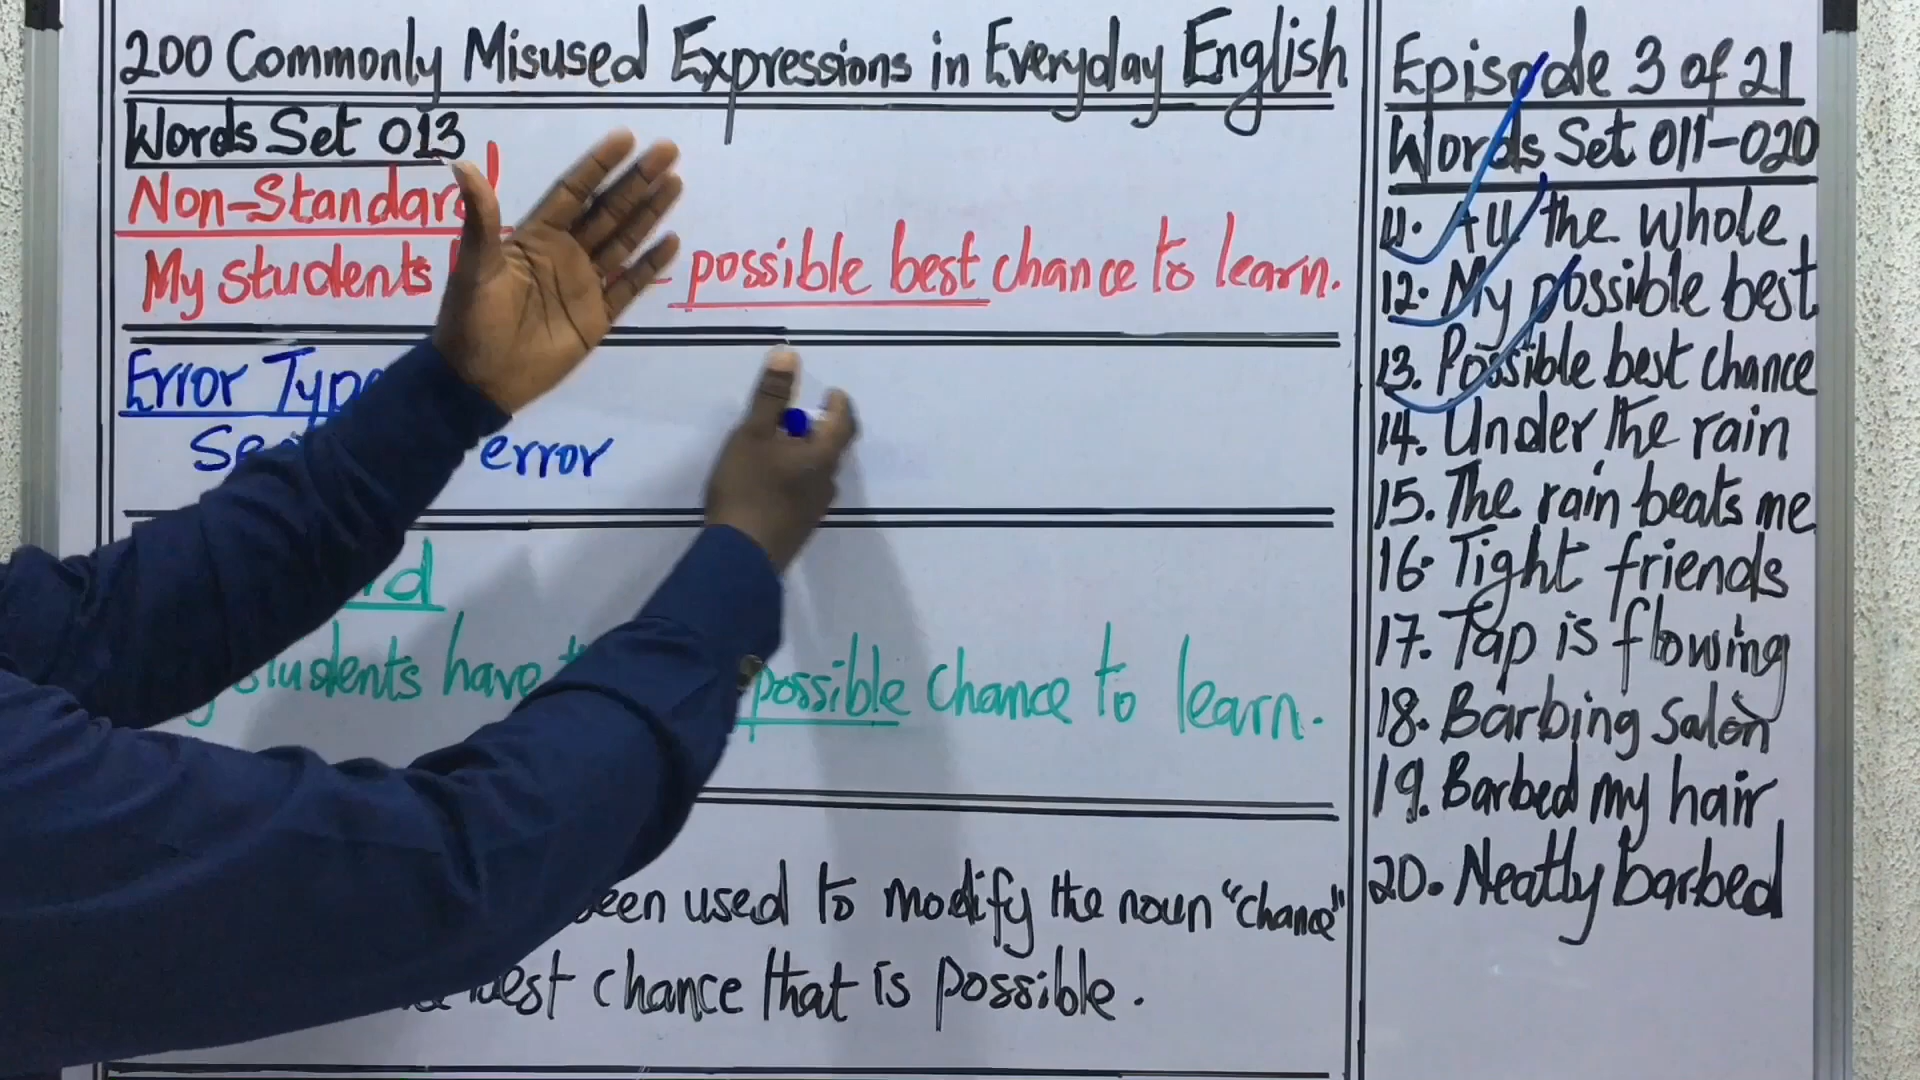 200 Commonly Misused Expressions in Everyday English
Words Set 013
Non-Standard
My students possible best chance to learn.
Error Type
error
students have possible chance to learn.
been used to modify the noun "chance"
best chance that is possible.
Episode 3 of 21
Words Set 011-020
11. All the whole
12. My possible best
13. Possible best chance
14. Under the rain
15. The rain beats me
16. Tight friends
17. Tap is flowing
18. Barbing Salon
19. Barbed my hair
20. Neatly barbed